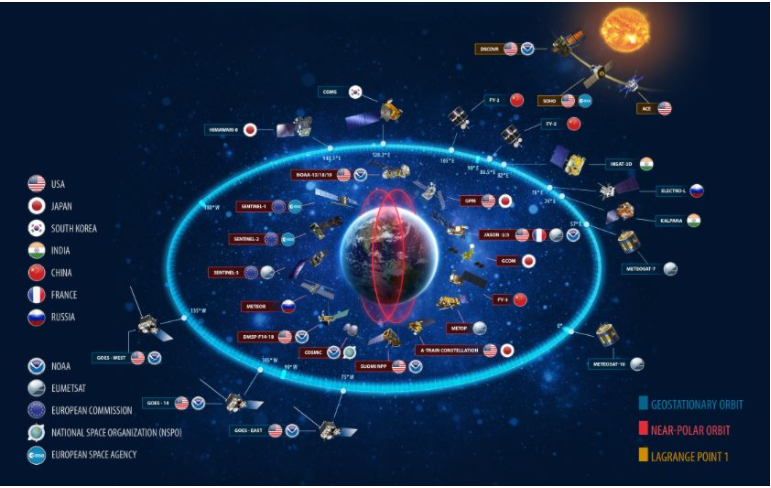 DSCOVR
SOHO
ACE
COMS
FY-2
FY-2
HIMAWARI-8
INSAT-3D
ELECTRO-L
KALPANA
METEOSAT-7
METEOSAT-10
141.1°E
128.2°E
105°E
86.5°E
82°E
76°E
74°E
57°E
0°
180°W
135°W
105°W
90°W
75°W
NOAA-15/18/19
GPM
SENTINEL-1
SENTINEL-2
SENTINEL-3
JASON -2/3
GCOM
FY-3
METEOR
METOP
DMSP F14-19
COSMIC
SUOMI NPP
A-TRAIN CONSTELLATION
GOES - WEST
GOES - 14
GOES - EAST
USA
JAPAN
SOUTH KOREA
INDIA
CHINA
FRANCE
RUSSIA
NOAA
EUMETSAT
EUROPEAN COMMISSION
NATIONAL SPACE ORGANIZATION (NSPO)
EUROPEAN SPACE AGENCY
GEOSTATIONARY ORBIT
NEAR-POLAR ORBIT
LAGRANGE POINT 1